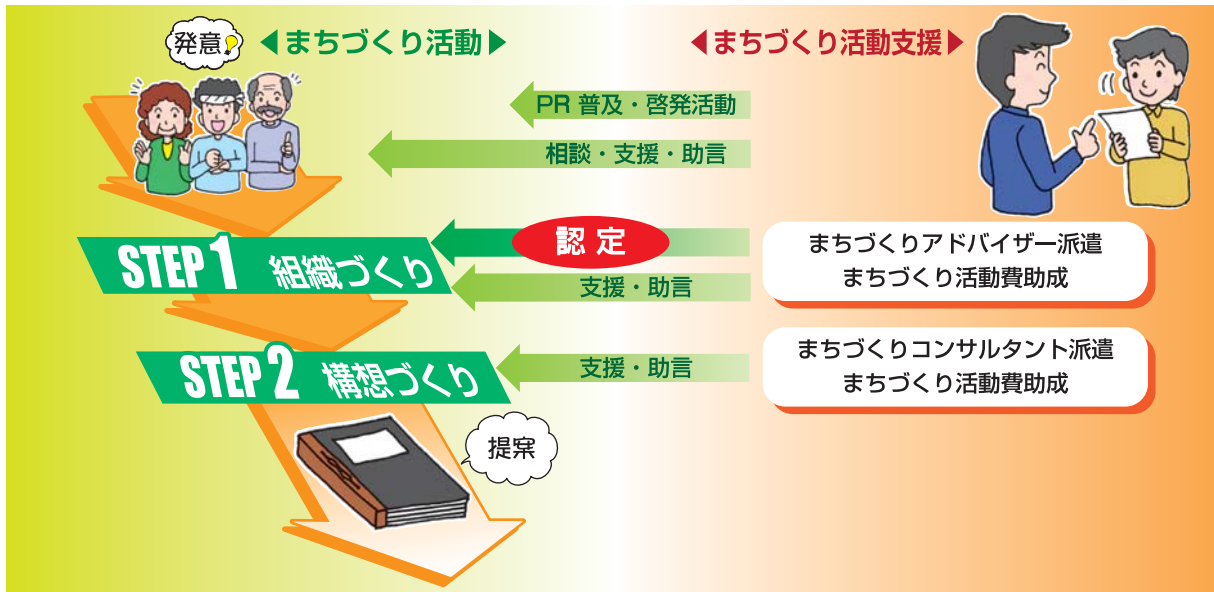 発意
◀まちづくり活動▶
◀まちづくり活動支援▶
PR 普及・啓発活動
相談・支援・助言
STEP1 組織づくり
認定
支援・助言
まちづくりアドバイザー派遣
まちづくり活動費助成
STEP2 構想づくり
支援・助言
まちづくりコンサルタント派遣
まちづくり活動費助成
提案